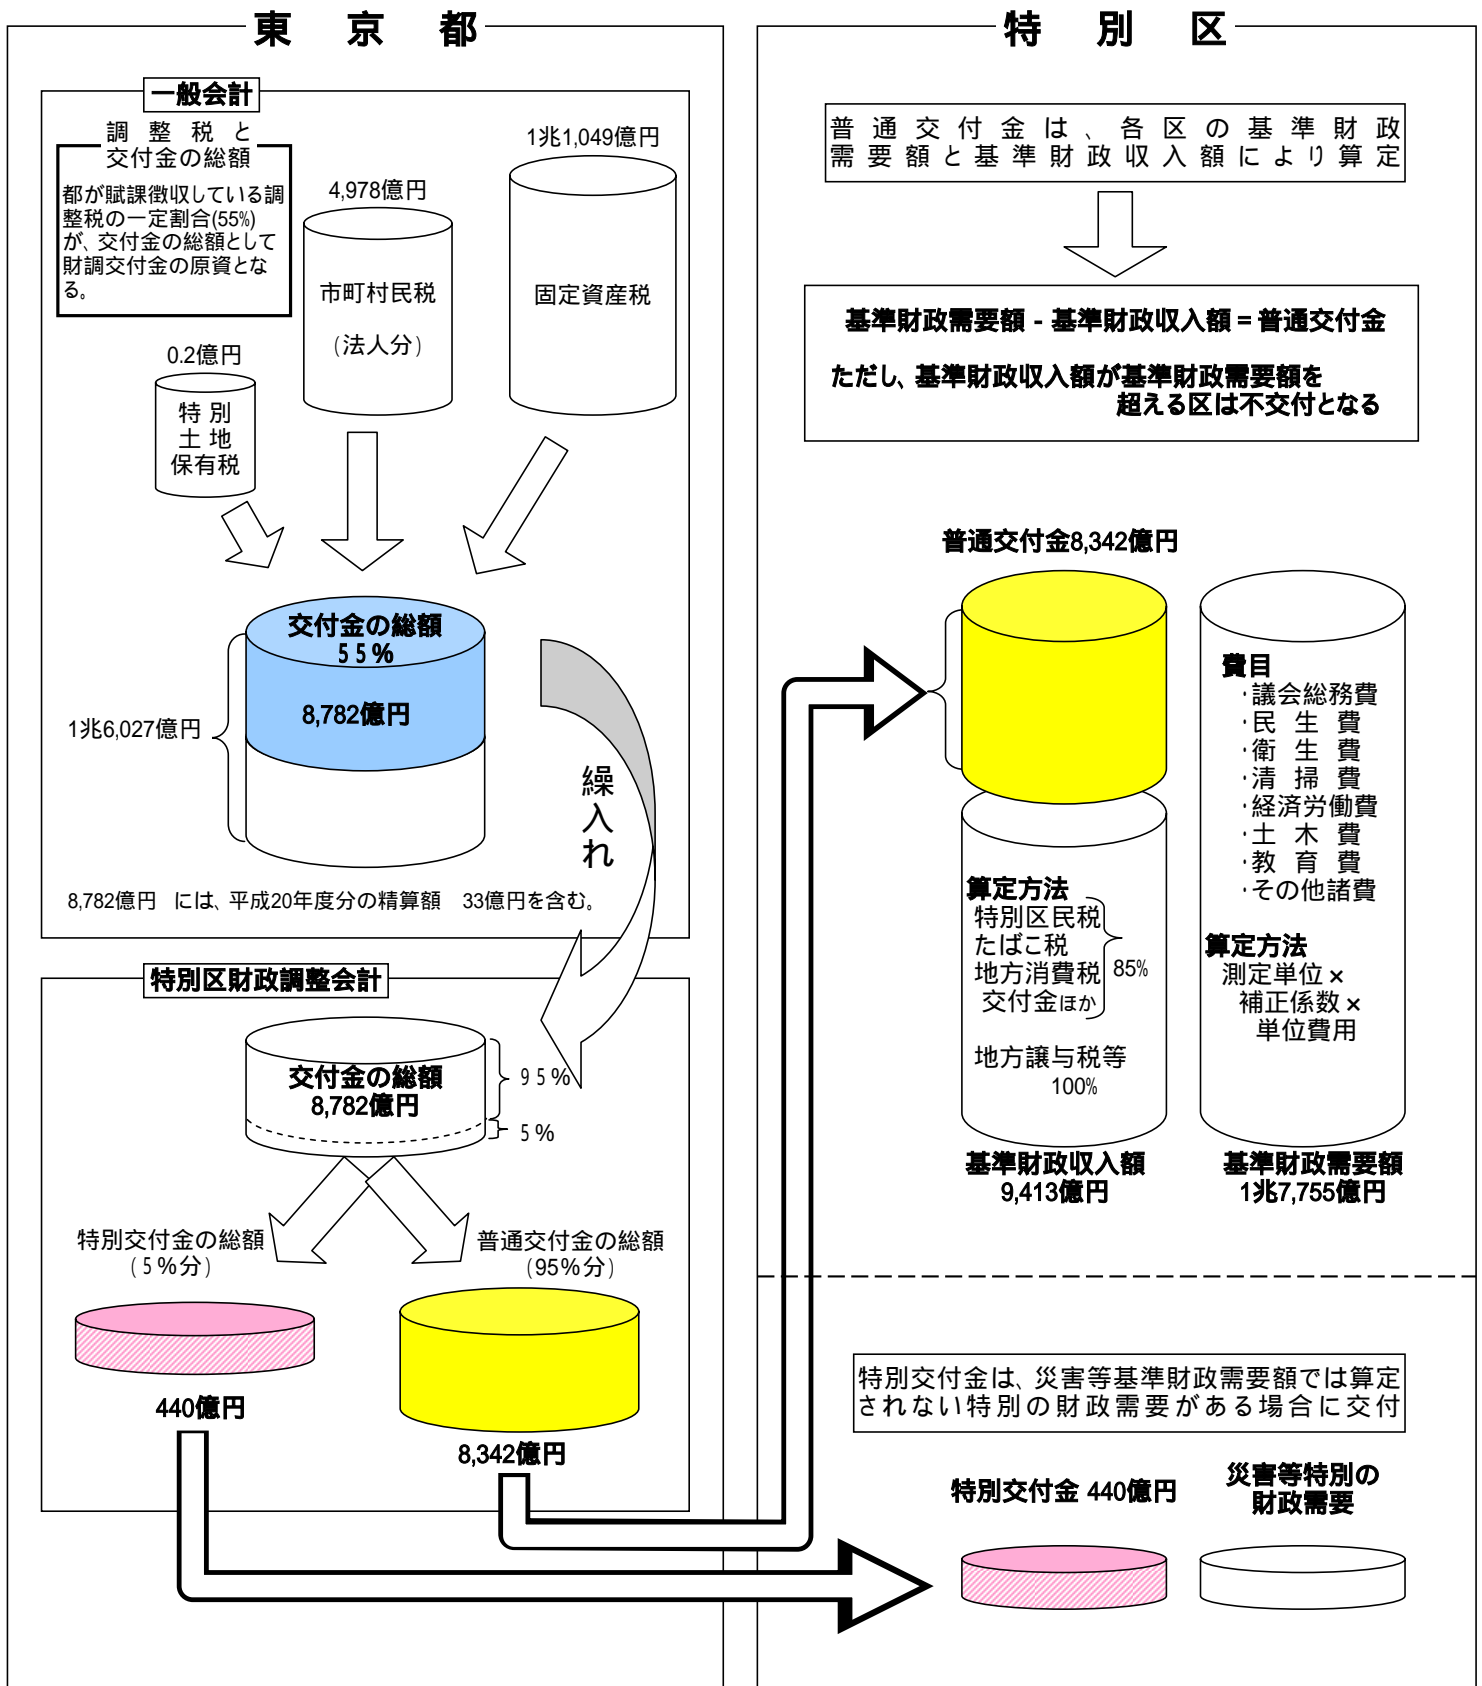 東京都
一般会計
調整税と
交付金の総額
都が賦課徴収している調
整税の一定割合(55%)
が、交付金の総額として
財調交付金の原資とな
る。
0.2億円
特別
土地
保有税
4,978億円
市町村民税
(法人分)
1兆1,049億円
固定資産税
交付金の総額
55%
8,782億円
1兆6,027億円
繰入れ
8,782億円 には、平成20年度分の精算額 33億円を含む。
特別区財政調整会計
交付金の総額
8,782億円
95%
5%
特別交付金の総額
(5%分)
440億円
普通交付金の総額
(95%分)
8,342億円
特別区
普通交付金は、各区の基準財政
需要額と基準財政収入額により算定
基準財政需要額 - 基準財政収入額 = 普通交付金
ただし、基準財政収入額が基準財政需要額を
超える区は不交付となる
普通交付金8,342億円
算定方法
特別区民税
たばこ税
地方消費税
交付金ほか
85%
地方譲与税等
100%
基準財政収入額
9,413億円
費目
・議会総務費
・民生費
・衛生費
・清掃費
・経済労働費
・土木費
・教育費
・その他諸費
算定方法
測定単位×
補正係数×
単位費用
基準財政需要額
1兆7,755億円
特別交付金は、災害等基準財政需要額では算定
されない特別の財政需要がある場合に交付
特別交付金 440億円
災害等特別の
財政需要